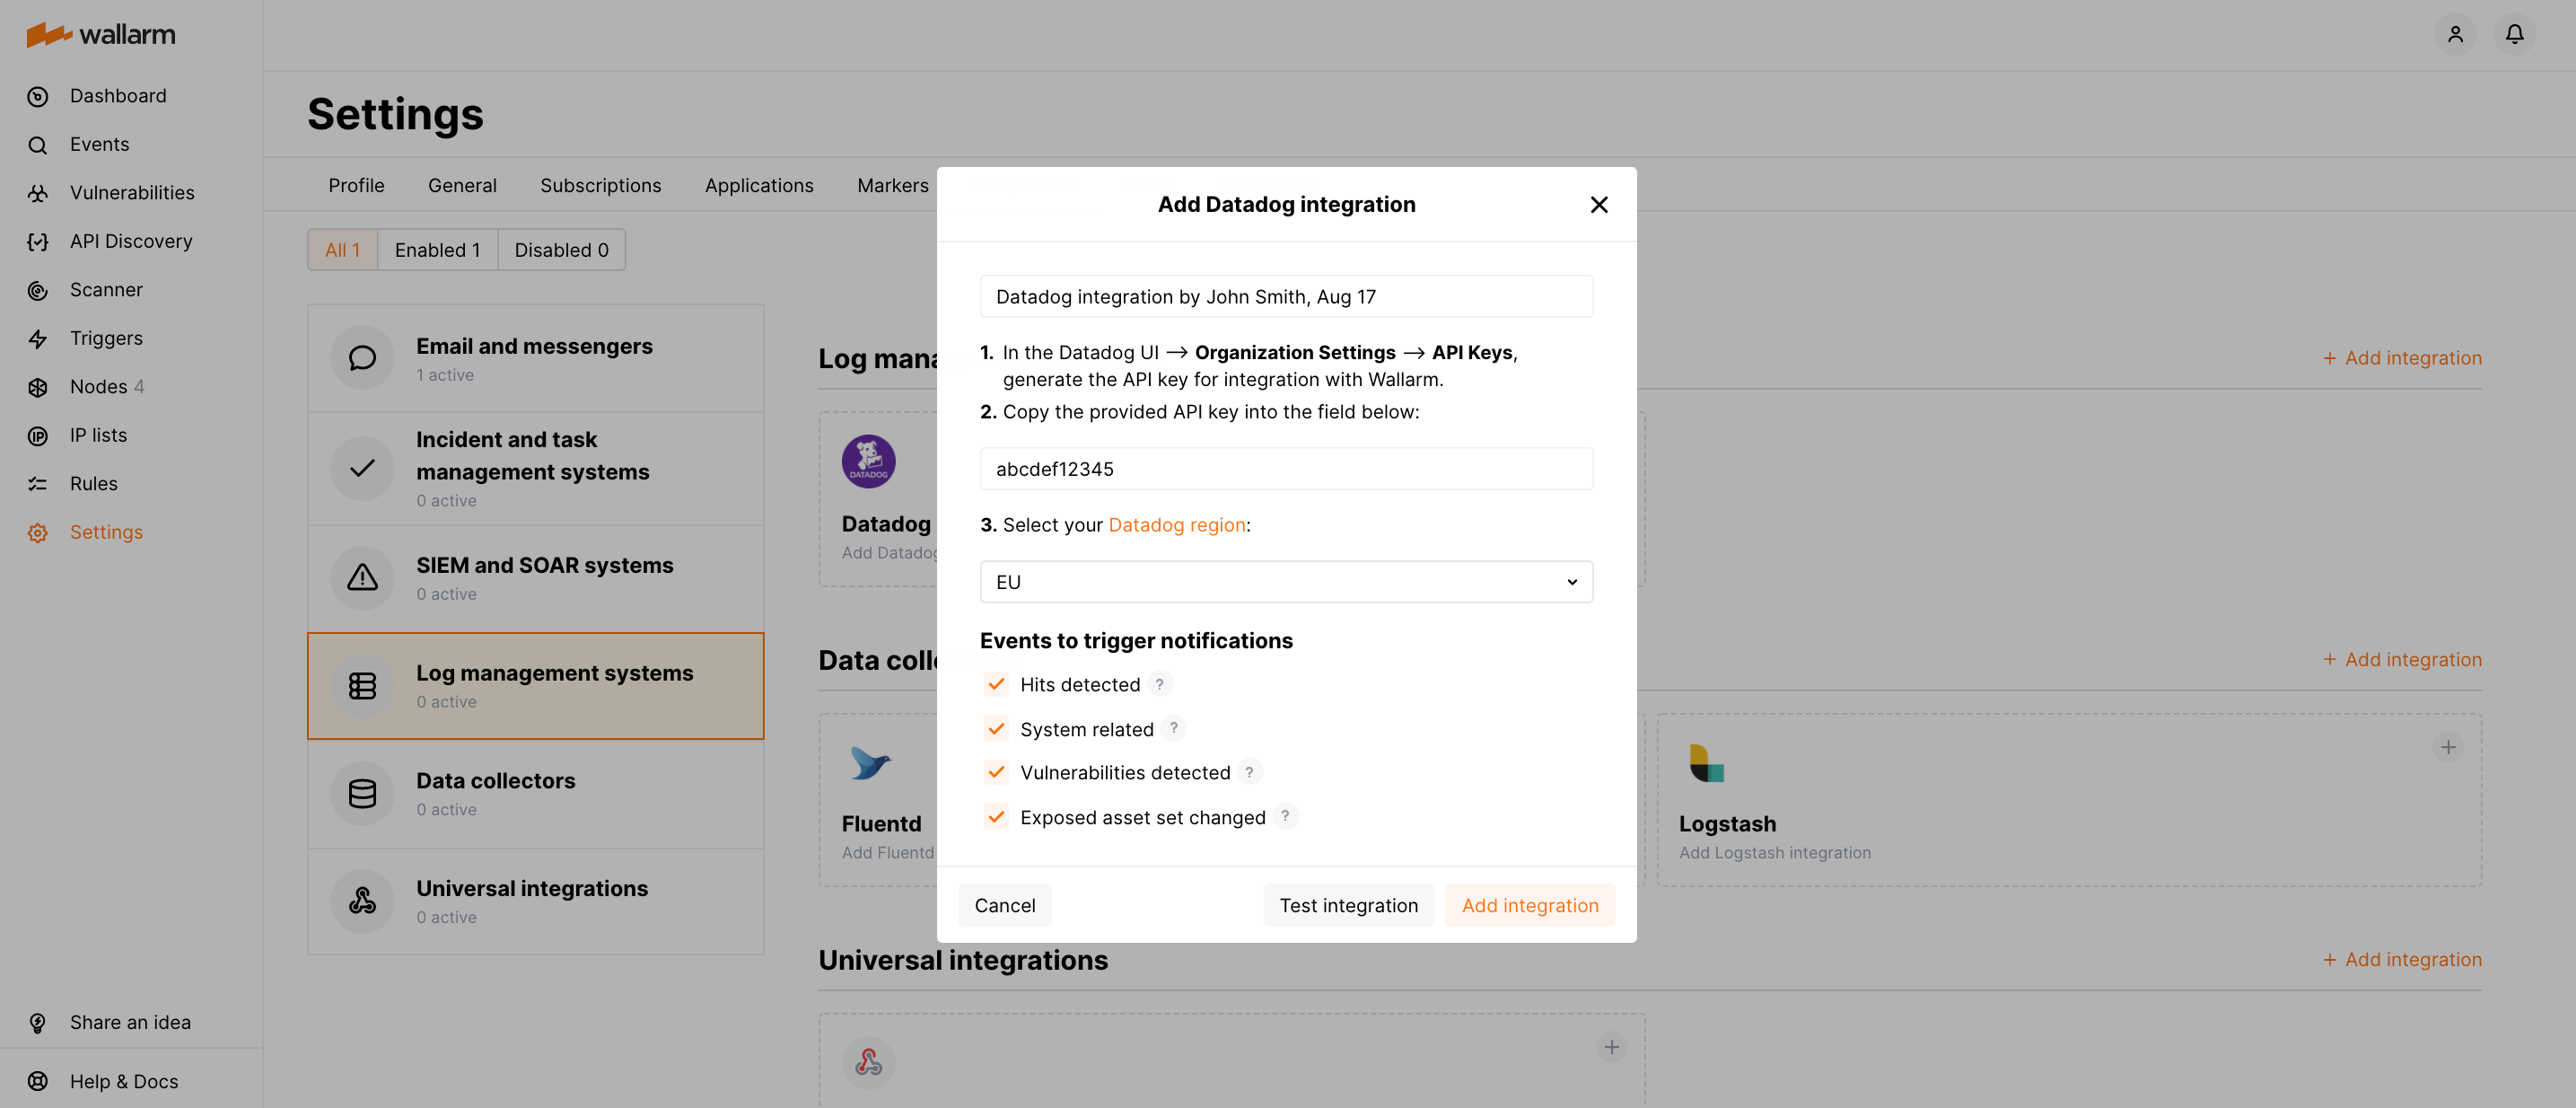 wallarm
Dashboard
Events
Vulnerabilities
API Discovery
Scanner
Triggers
Nodes 4
IP lists
Rules
Settings
Share an idea
Help & Docs
Settings
Profile
General
Subscriptions
Applications
Markers
All 1
Enabled 1
Disabled 0
Email and messengers
1 active
Incident and task
management systems
0 active
SIEM and SOAR systems
0 active
Log management systems
0 active
Data collectors
0 active
Universal integrations
0 active
Log mana
+ Add integration
DATADOG
Datadog
Add Datadog
Data coll
+ Add integration
Fluentd
Add Fluentd
Logstash
Add Logstash integration
Universal integrations
+ Add integration
Add Datadog integration
Datadog integration by John Smith, Aug 17
1. In the Datadog UI → Organization Settings → API Keys,
generate the API key for integration with Wallarm.
2. Copy the provided API key into the field below:
abcdef12345
3. Select your Datadog region:
EU
Events to trigger notifications
Hits detected ?
System related ?
Vulnerabilities detected ?
Exposed asset set changed ?
Cancel
Test integration
Add integration